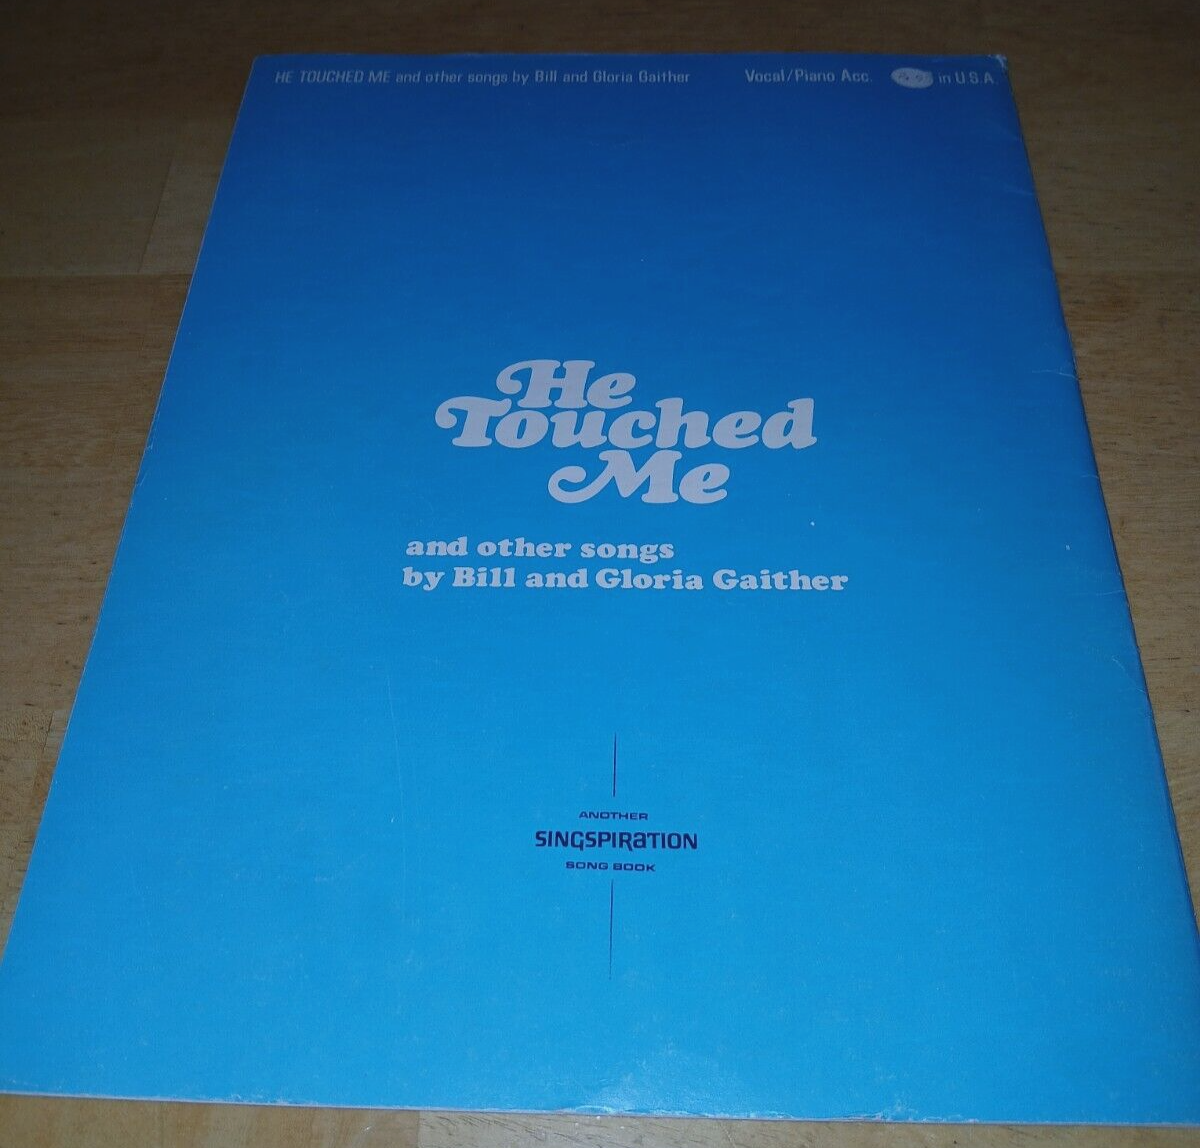 HE TOUCHED ME and other songs by Bill and Gloria Gaither Vocal/Piano Acc. in U.S.A.
He
Touched
Me
and other songs
by Bill and Gloria Gaither
ANOTHER
SINGSPIRATION
SONG BOOK